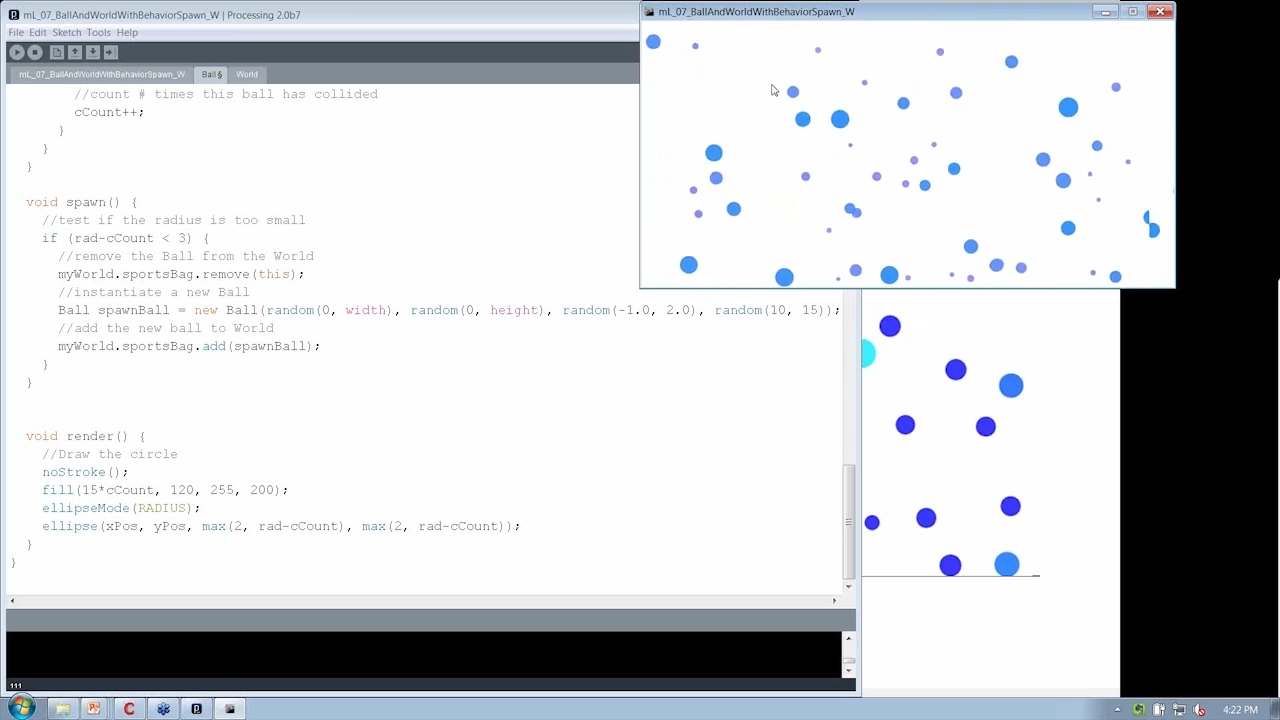 mL_07_BallAndWorldWithBehaviorSpawn_W | Processing 2.0b7
File Edit Sketch Tools Help
mL_07_BallAndWorldWithBehaviorSpawn_W Ball § World
//count # times this ball has collided
cCount++;
}
}
}
void spawn() {
//test if the radius is too small
if (rad-cCount < 3) {
//remove the Ball from the World
myWorld.sportsBag.remove(this);
//instantiate a new Ball
Ball spawnBall = new Ball(random(0, width), random(0, height), random(-1.0, 2.0), random(10, 15));
//add the new ball to World
myWorld.sportsBag.add(spawnBall);
}
}
void render() {
//Draw the circle
noStroke();
fill(15*cCount, 120, 255, 200);
ellipseMode(RADIUS);
ellipse(xPos, yPos, max(2, rad-cCount), max(2, rad-cCount));
}
}
111
mL_07_BallAndWorldWithBehaviorSpawn_W
4:22 PM